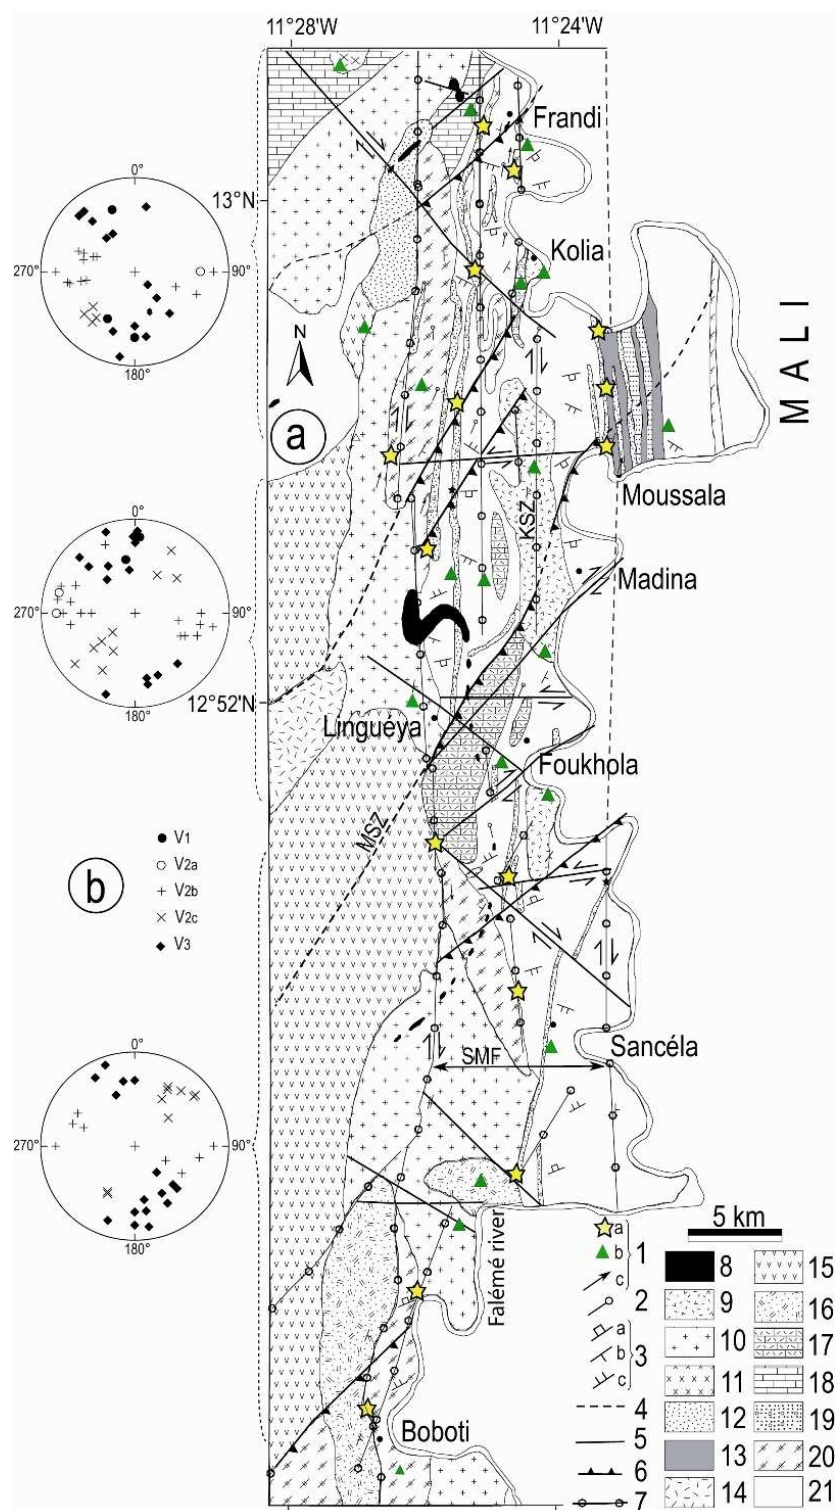 11°28'W 11°24'W
Frandi
0°
13°N
Kolia
270° 90°
MALI
180°
N
a
Moussala
KSZ
0°
Madina
270° 90°
12°52'N
180°
Linguéya
Foukhola
MSZ
b
V1
V2a
V2b
V2c
V3
0°
Sancéla
SMF
270° 90°
180°
Falémé river
5 km
a
b 1
c
2
a
b 3
c
4
5
6
7
8 15
9 16
10 17
11 18
12 19
13 20
14 21
Boboti